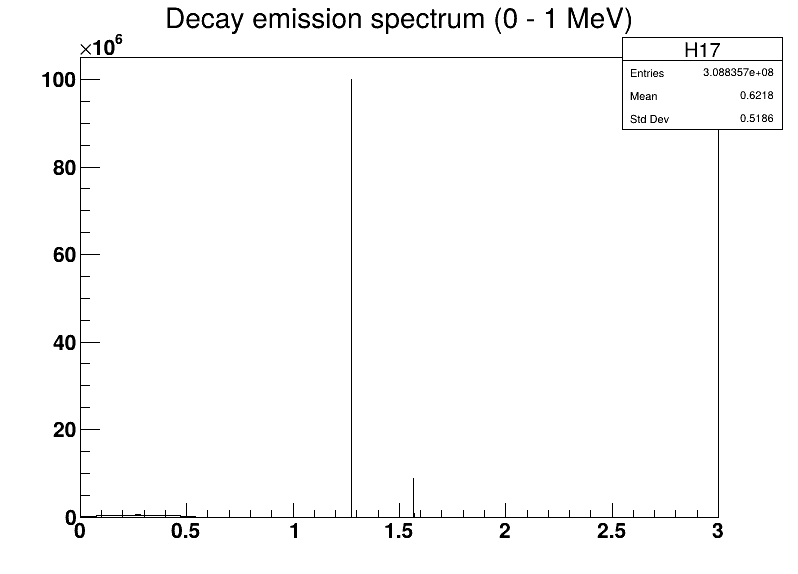 Decay emission spectrum (0 - 1 MeV)
×10⁶
H17
Entries 3.088357e+08
Mean 0.6218
Std Dev 0.5186
100
80
60
40
20
0
0 0.5 1 1.5 2 2.5 3